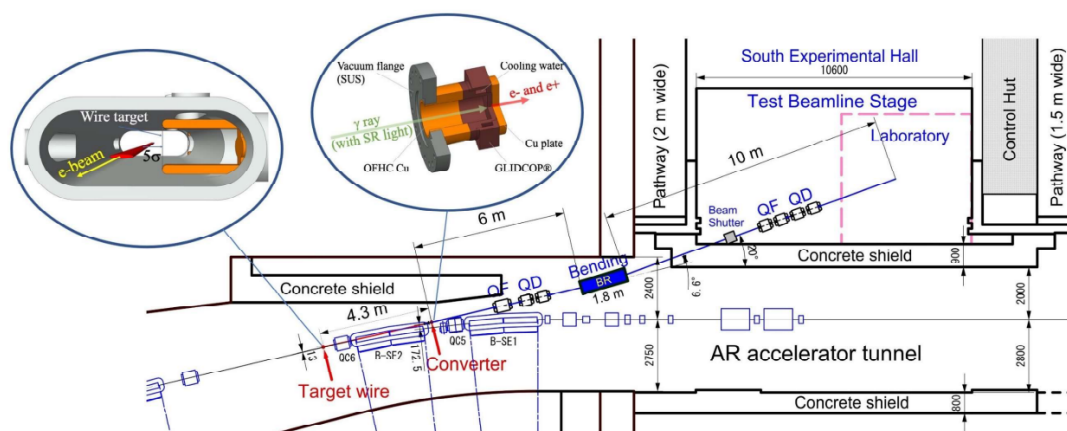 Wire target
5σ
e-beam
Vacuum flange
(SUS)
Cooling water
e- and e+
γ ray
(with SR light)
OFHC Cu
Cu plate
GLIDCOP®
Pathway (2 m wide)
South Experimental Hall
10600
Test Beamline Stage
Laboratory
Control Hut
Pathway (1.5 m wide)
10 m
6 m
QF QD
Beam
Shutter
20°
Concrete shield
900
Bending
BR
1.8 m
6.6°
2400
2000
Concrete shield
QF QD
4.3 m
QC6
B-SE2
172.5
QC5
B-SE1
Converter
Target wire
2750
AR accelerator tunnel
2800
Concrete shield
800